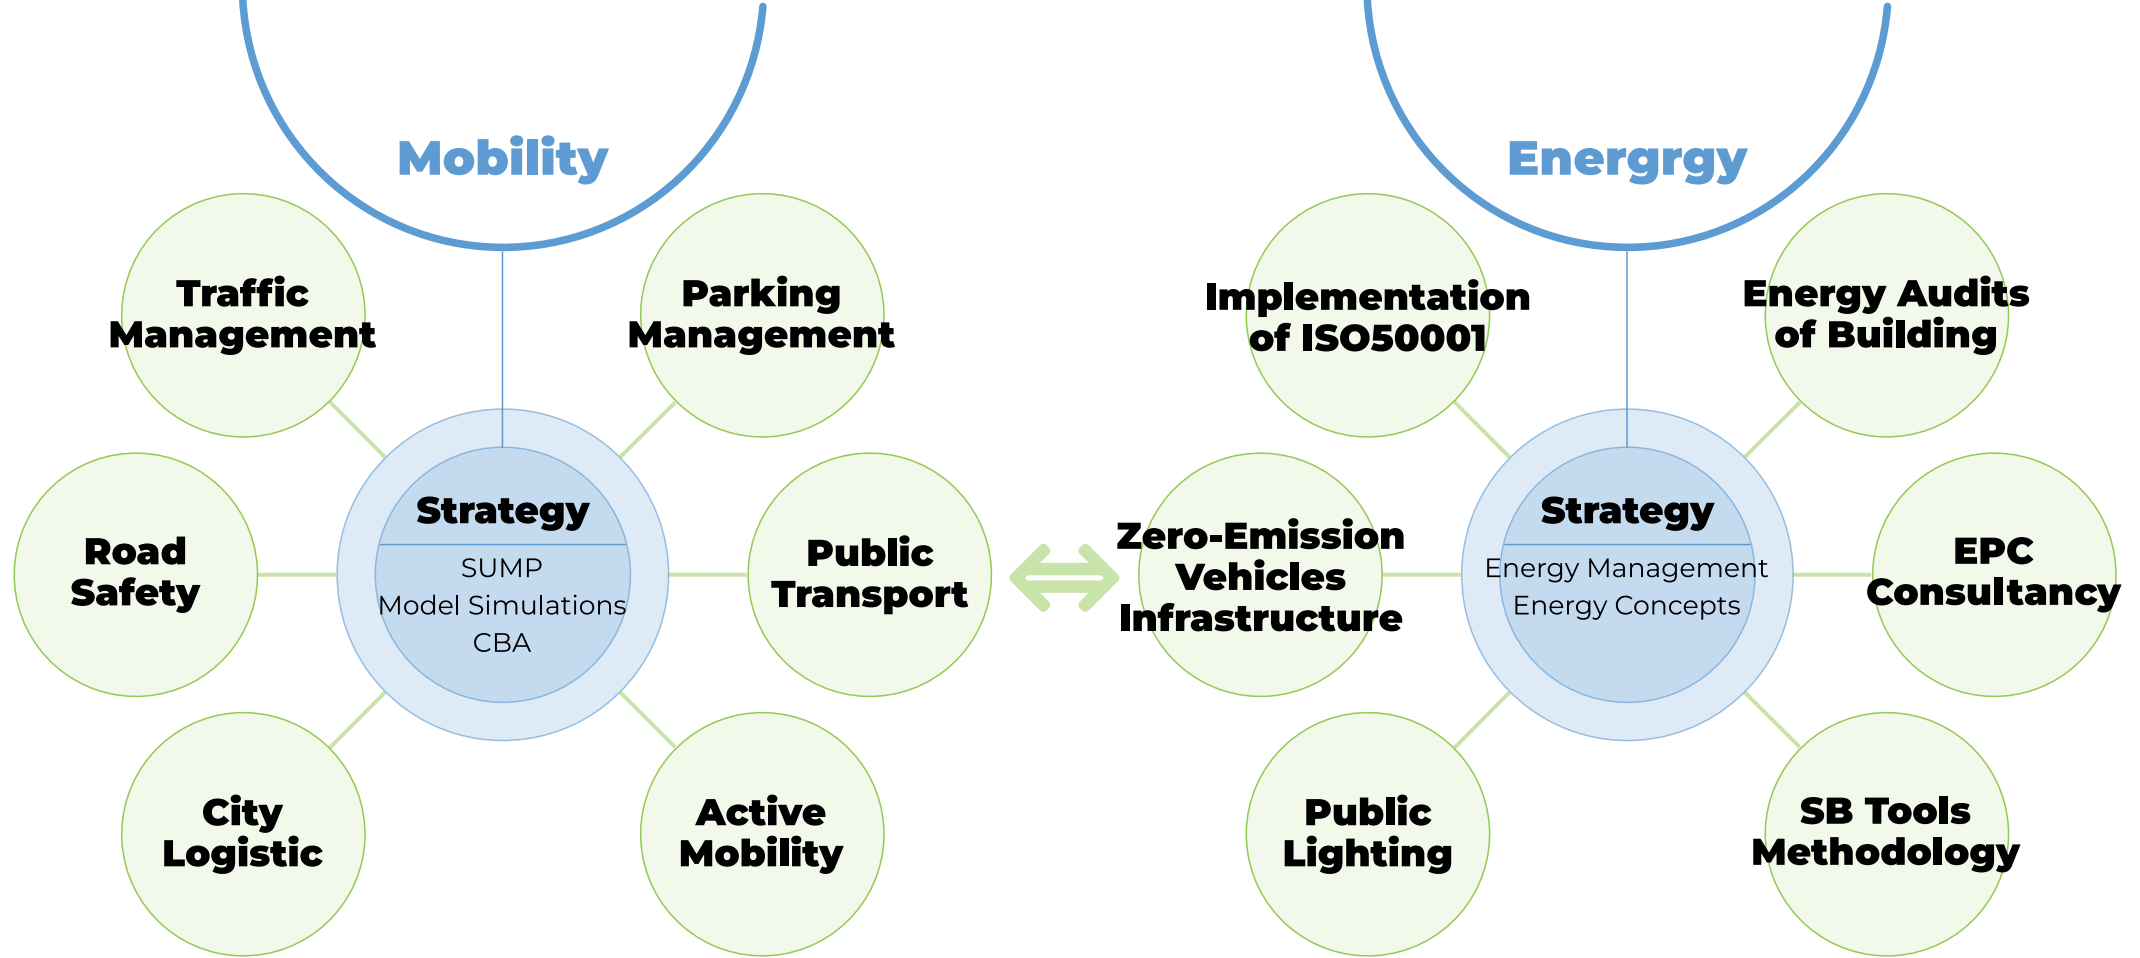 Mobility
Traffic
Management
Parking
Management
Road
Safety
Strategy
SUMP
Model Simulations
CBA
Public
Transport
City
Logistic
Active
Mobility
Energrgy
Implementation
of ISO50001
Energy Audits
of Building
Zero-Emission
Vehicles
Infrastructure
Strategy
Energy Management
Energy Concepts
EPC
Consultancy
Public
Lighting
SB Tools
Methodology